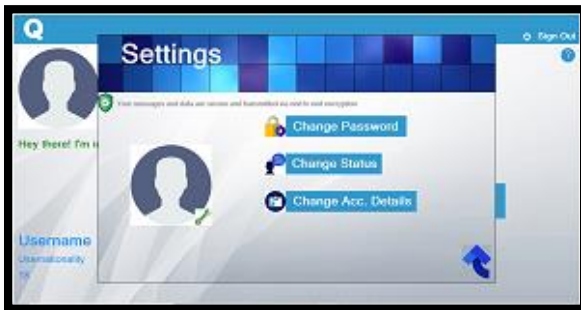 Q
Sign Out
Settings
Your messages and data are secure and transmitted via end to end encryption
Hey there! I'm
Change Password
Change Status
Change Acc. Details
Username
Usernationality